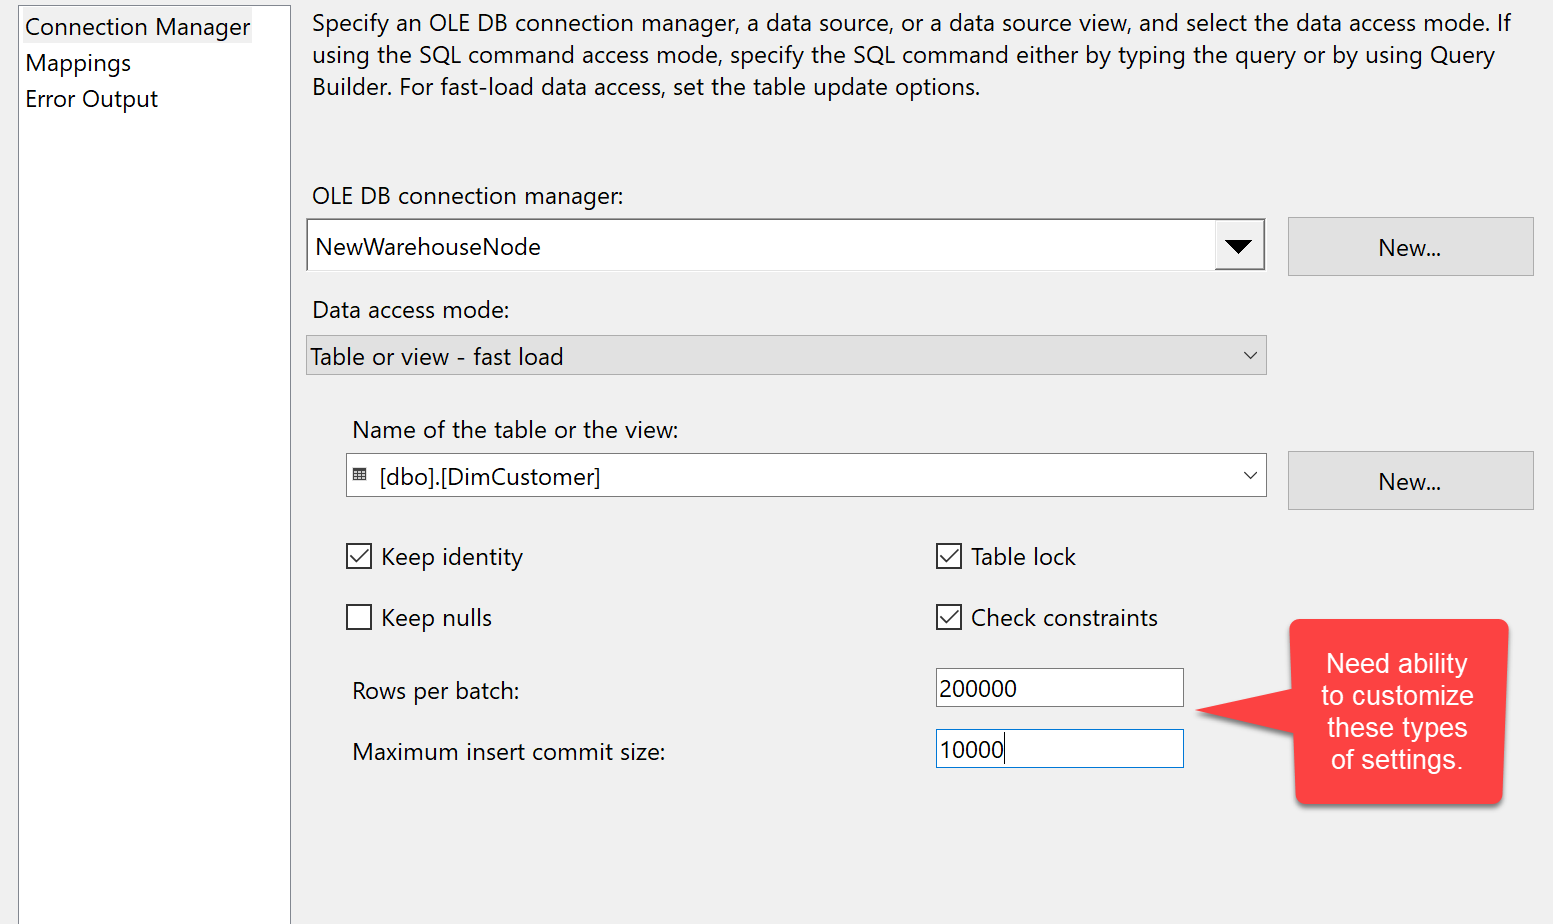 Connection Manager
Mappings
Error Output
Specify an OLE DB connection manager, a data source, or a data source view, and select the data access mode. If
using the SQL command access mode, specify the SQL command either by typing the query or by using Query
Builder. For fast-load data access, set the table update options.
OLE DB connection manager:
NewWarehouseNode
New...
Data access mode:
Table or view - fast load
Name of the table or the view:
[dbo].[DimCustomer]
New...
Keep identity
Table lock
Keep nulls
Check constraints
Rows per batch:
200000
Maximum insert commit size:
10000
Need ability
to customize
these types
of settings.